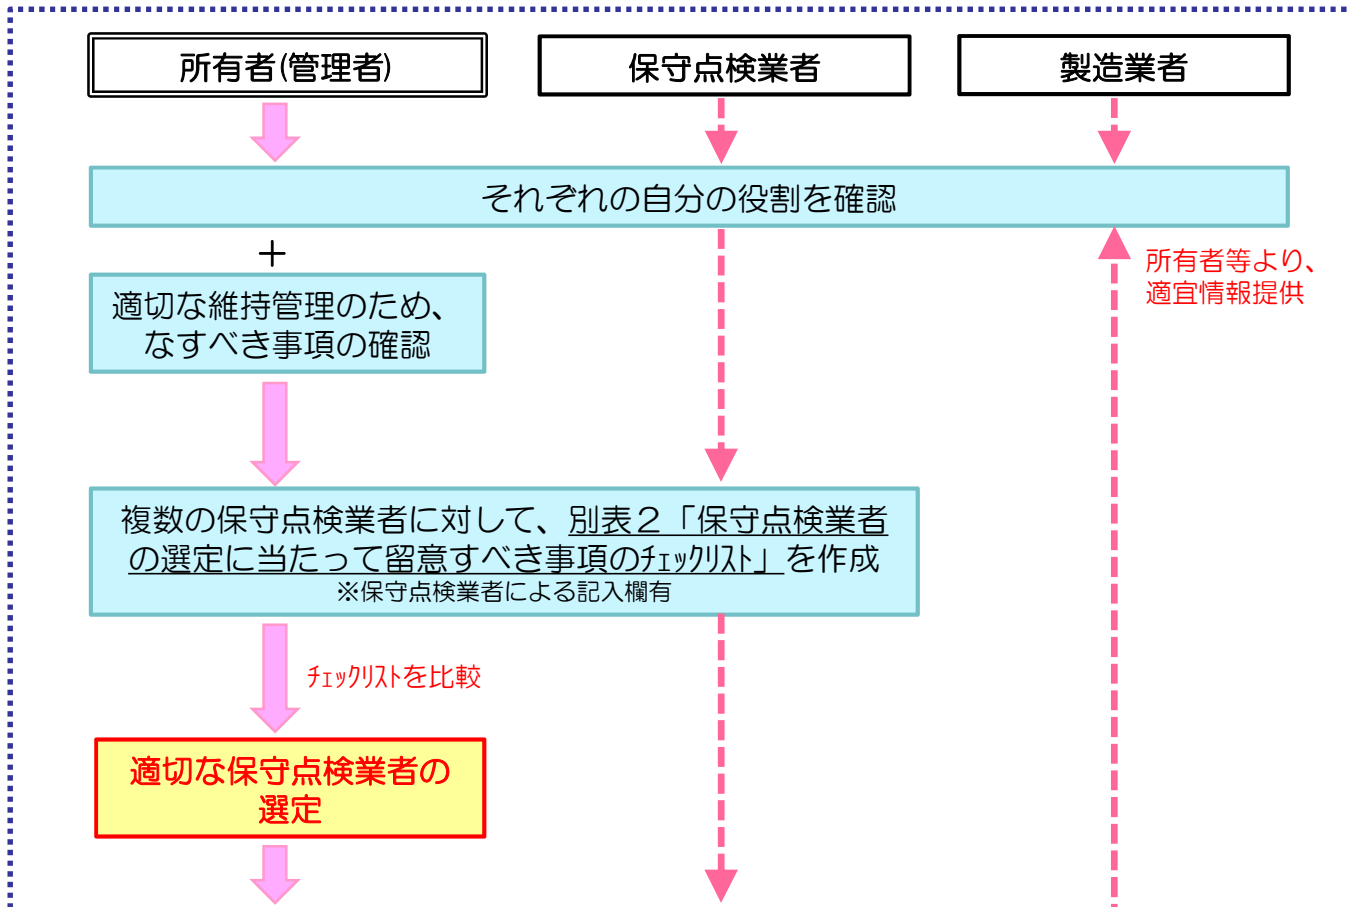 所有者(管理者)
保守点検業者
製造業者
それぞれの自分の役割を確認
+
所有者等より、
適宜情報提供
適切な維持管理のため、
なすべき事項の確認
複数の保守点検業者に対して、別表2「保守点検業者
の選定に当たって留意すべき事項のﾁｪｯｸﾘｽﾄ」を作成
※保守点検業者による記入欄有
ﾁｪｯｸﾘｽﾄを比較
適切な保守点検業者の
選定